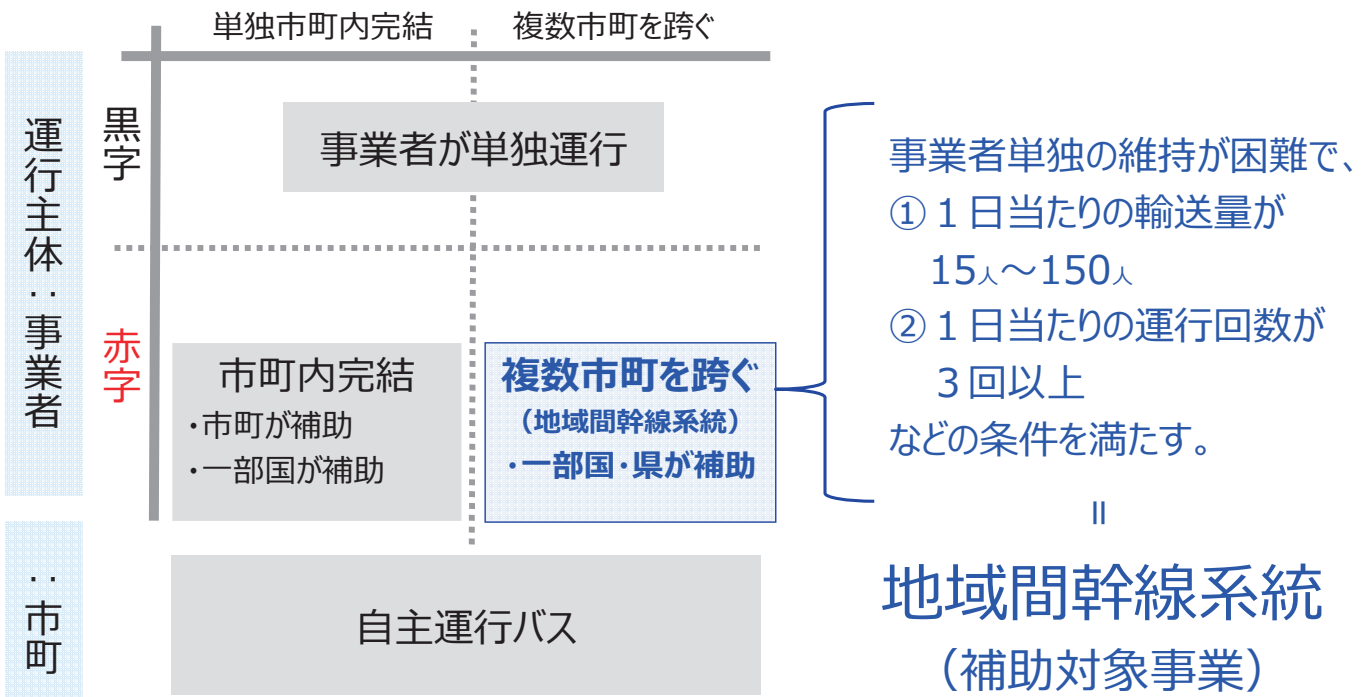 単独市町内完結
複数市町を跨ぐ
運行主体：事業者
黒字
事業者が単独運行
赤字
市町内完結
・市町が補助
・一部国が補助
複数市町を跨ぐ
（地域間幹線系統）
・一部国・県が補助
：市町
自主運行バス
事業者単独の維持が困難で、
①１日当たりの輸送量が
15人～150人
②１日当たりの運行回数が
３回以上
などの条件を満たす。
＝
地域間幹線系統
（補助対象事業）